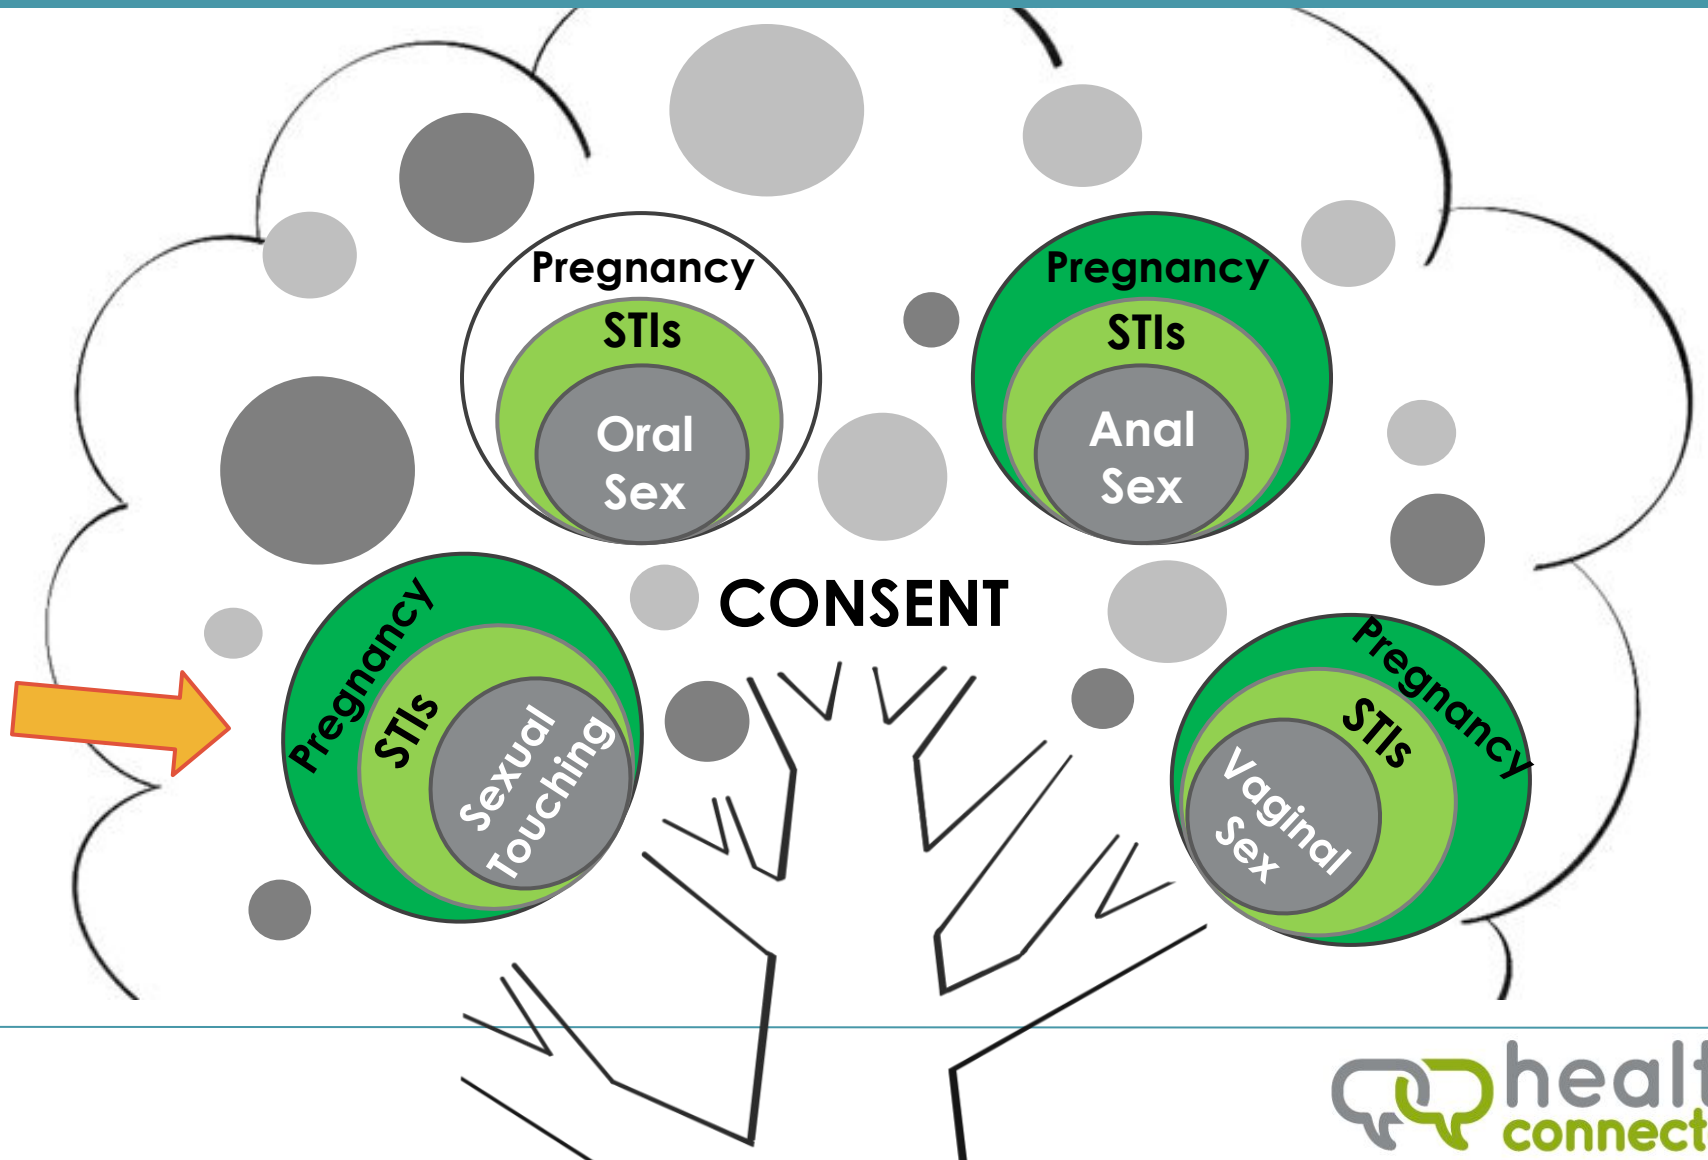 Pregnancy
STIs
Oral
Sex
Pregnancy
STIs
Anal
Sex
CONSENT
Pregnancy
STIs
Sexual
Touching
Pregnancy
STIs
Vaginal
Sex
healt
connect